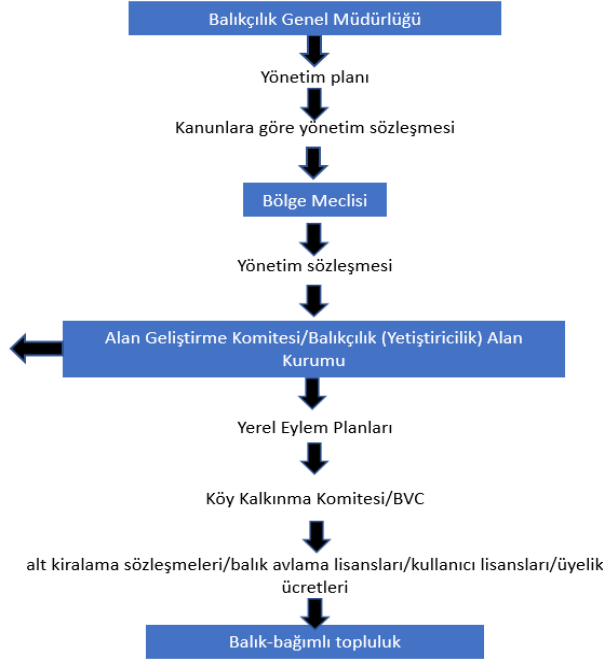 Balıkçılık Genel Müdürlüğü
Yönetim planı
Kanunlara göre yönetim sözleşmesi
Bölge Meclisi
Yönetim sözleşmesi
Alan Geliştirme Komitesi/Balıkçılık (Yetiştiricilik) Alan
Kurumu
Yerel Eylem Planları
Köy Kalkınma Komitesi/BVC
alt kiralama sözleşmeleri/balık avlama lisansları/kullanıcı lisansları/üyelik
ücretleri
Balık-bağımlı topluluk